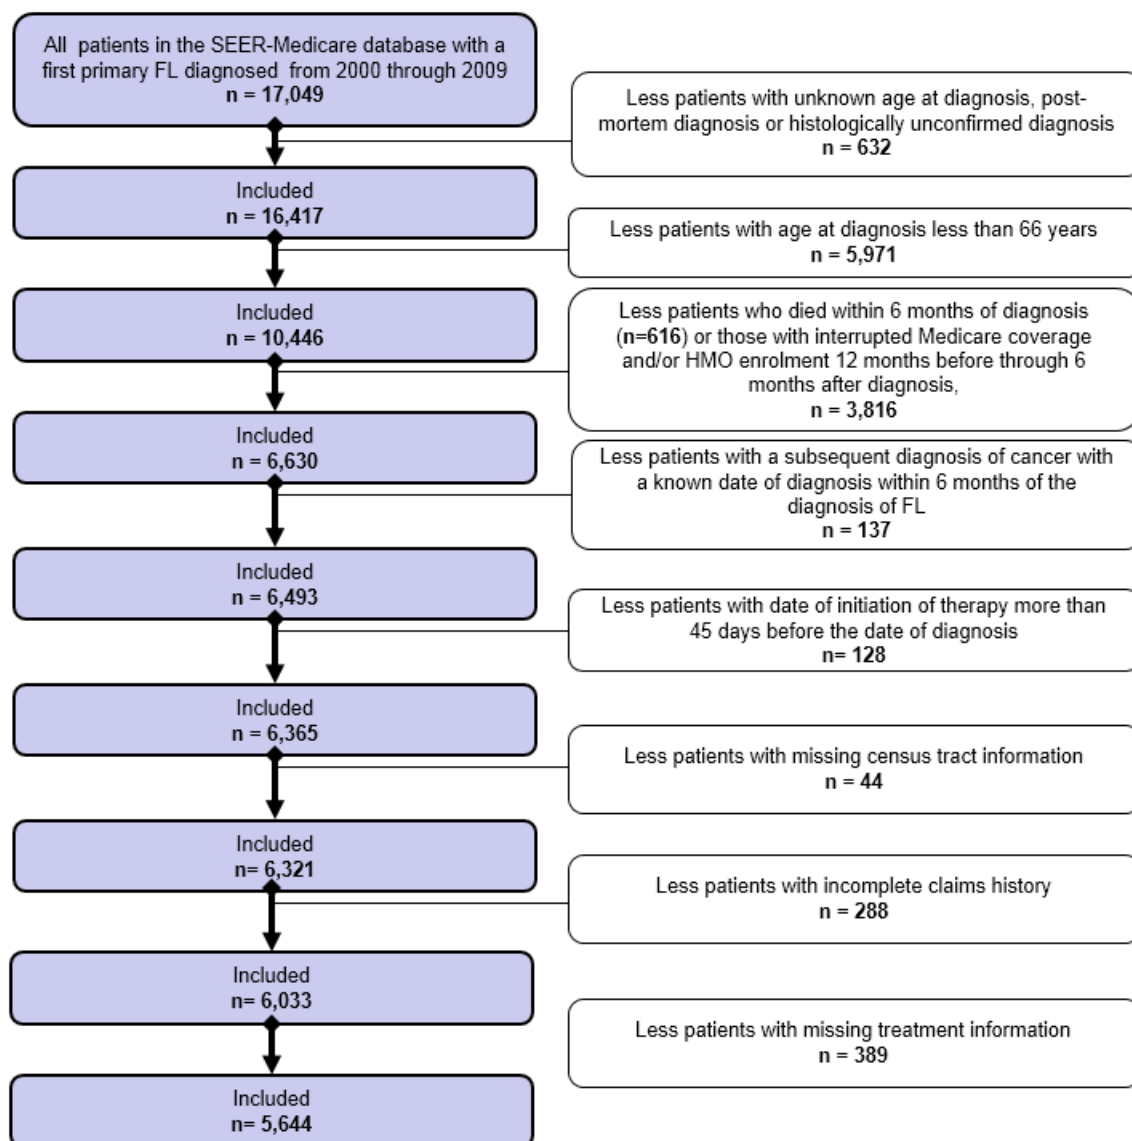 All patients in the SEER-Medicare database with a
first primary FL diagnosed from 2000 through 2009
n = 17,049
Less patients with unknown age at diagnosis, post-
mortem diagnosis or histologically unconfirmed diagnosis
n = 632
Included
n = 16,417
Less patients with age at diagnosis less than 66 years
n = 5,971
Included
n = 10,446
Less patients who died within 6 months of diagnosis
(n=616) or those with interrupted Medicare coverage
and/or HMO enrolment 12 months before through 6
months after diagnosis,
n = 3,816
Included
n = 6,630
Less patients with a subsequent diagnosis of cancer with
a known date of diagnosis within 6 months of the
diagnosis of FL
n = 137
Included
n = 6,493
Less patients with date of initiation of therapy more than
45 days before the date of diagnosis
n= 128
Included
n = 6,365
Less patients with missing census tract information
n = 44
Included
n= 6,321
Less patients with incomplete claims history
n = 288
Included
n= 6,033
Less patients with missing treatment information
n = 389
Included
n= 5,644